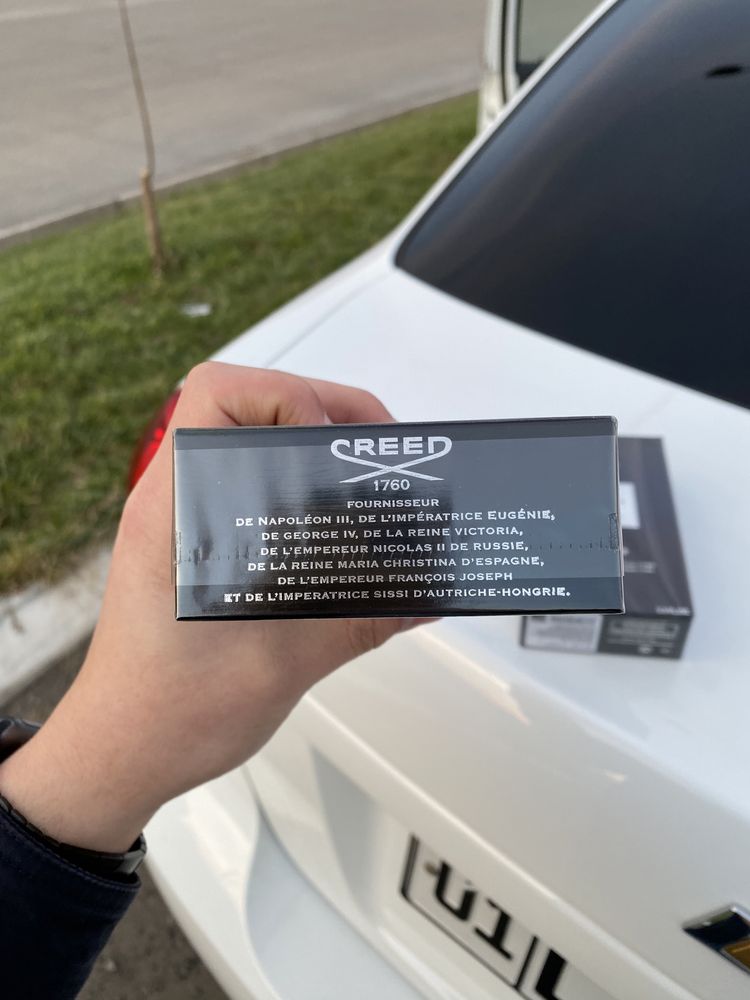 CREED
1760
FOURNISSEUR
DE NAPOLÉON III, DE L'IMPÉRATRICE EUGÉNIE,
DE GEORGE IV, DE LA REINE VICTORIA,
DE L'EMPEREUR NICOLAS II DE RUSSIE,
DE LA REINE MARIA CHRISTINA D'ESPAGNE,
DE L'EMPEREUR FRANÇOIS JOSEPH
ET DE L'IMPERATRICE SISSI D'AUTRICHE-HONGRIE.
01